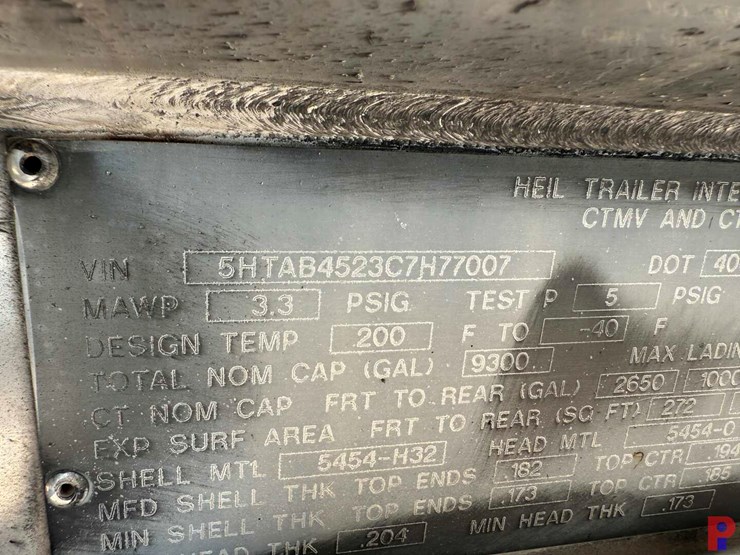 HEIL TRAILER INTE
CTMV AND CT
VIN 5HTAB4523C7H77007 DOT 40
MAWP 3.3 PSIG TEST P 5 PSIG
DESIGN TEMP 200 F TO -40 F
TOTAL NOM CAP (GAL) 9300 MAX LADIN
CT NOM CAP FRT TO REAR (GAL) 2650 1000
EXP SURF AREA FRT TO REAR (SQ FT) 272
SHELL MTL 5454-H32 HEAD MTL 5454-0
MFD SHELL THK TOP ENDS .182 TOP CTR .194
MIN SHELL THK TOP ENDS .173 TOP CTR .185
HEAD THK .204 MIN HEAD THK .173